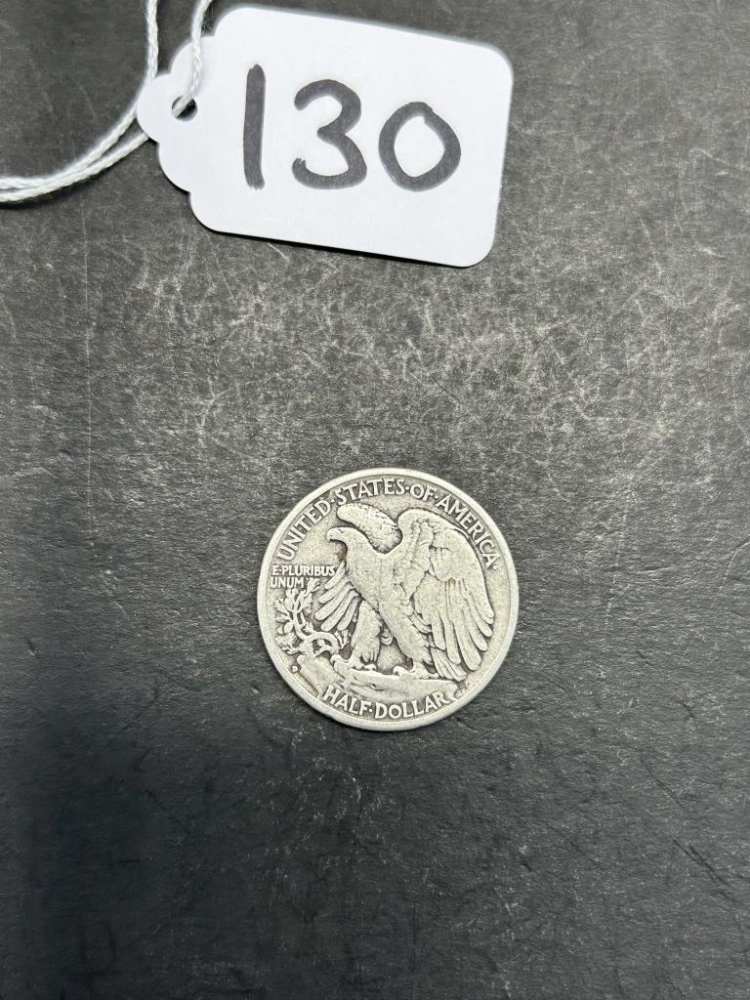 130
UNITED·STATES·OF·AMERICA
E·PLURIBUS
UNUM
D
HALF·DOLLAR